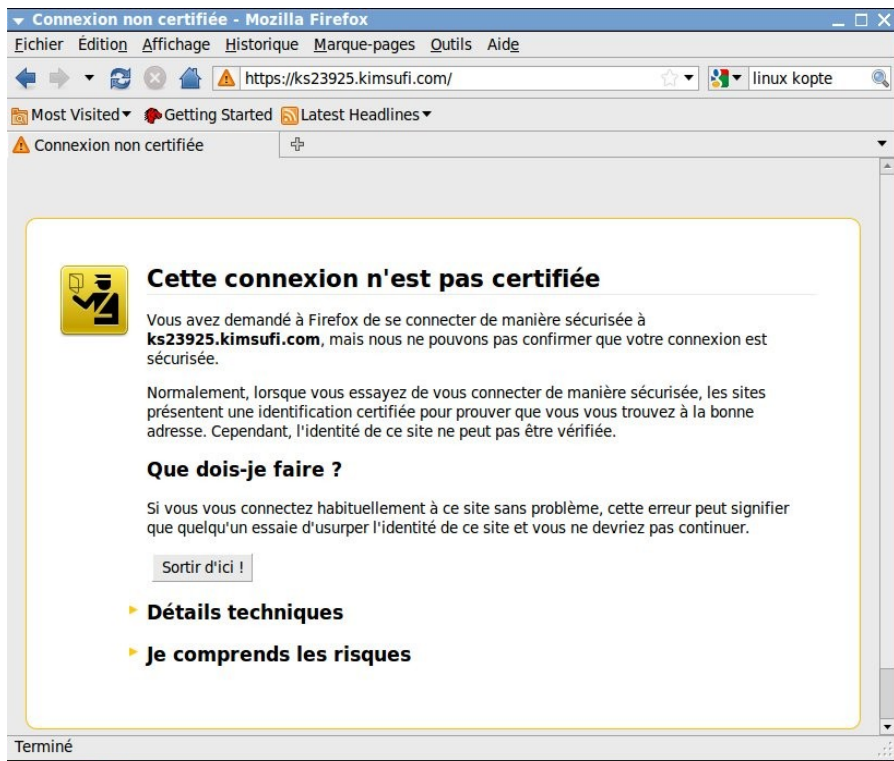 Connexion non certifiée - Mozilla Firefox
Fichier Édition Affichage Historique Marque-pages Outils Aide
https://ks23925.kimsufi.com/
linux kopte
Most Visited Getting Started Latest Headlines
Connexion non certifiée
Cette connexion n'est pas certifiée
Vous avez demandé à Firefox de se connecter de manière sécurisée à
ks23925.kimsufi.com, mais nous ne pouvons pas confirmer que votre connexion est
sécurisée.
Normalement, lorsque vous essayez de vous connecter de manière sécurisée, les sites
présentent une identification certifiée pour prouver que vous vous trouvez à la bonne
adresse. Cependant, l'identité de ce site ne peut pas être vérifiée.
Que dois-je faire ?
Si vous vous connectez habituellement à ce site sans problème, cette erreur peut signifier
que quelqu'un essaie d'usurper l'identité de ce site et vous ne devriez pas continuer.
Sortir d'ici !
Détails techniques
Je comprends les risques
Terminé